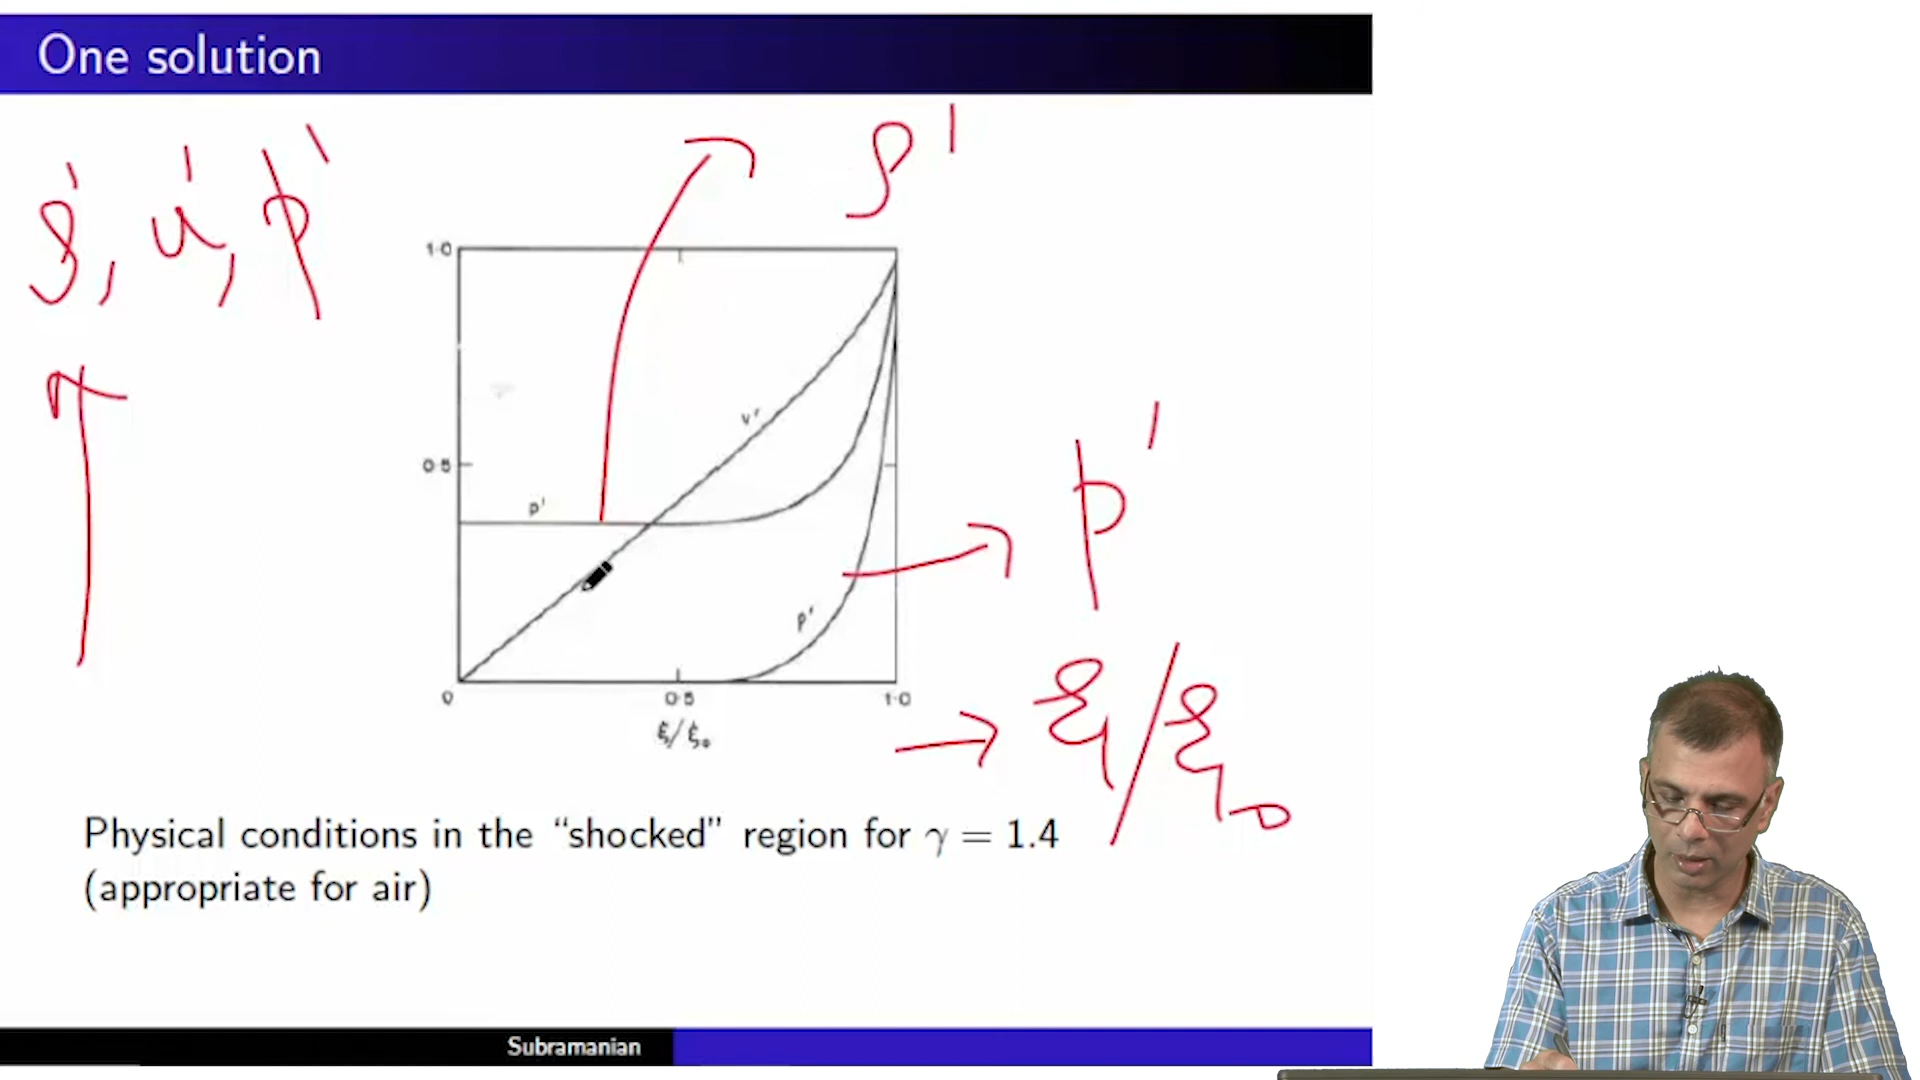 One solution
ρ', u', p'
ρ'
1·0
v'
0·5
p'
p'
ρ'
0
0·5
1·0
ξ/ξ₀
ξ/ξ₀
Physical conditions in the “shocked” region for γ = 1.4
(appropriate for air)
Subramanian